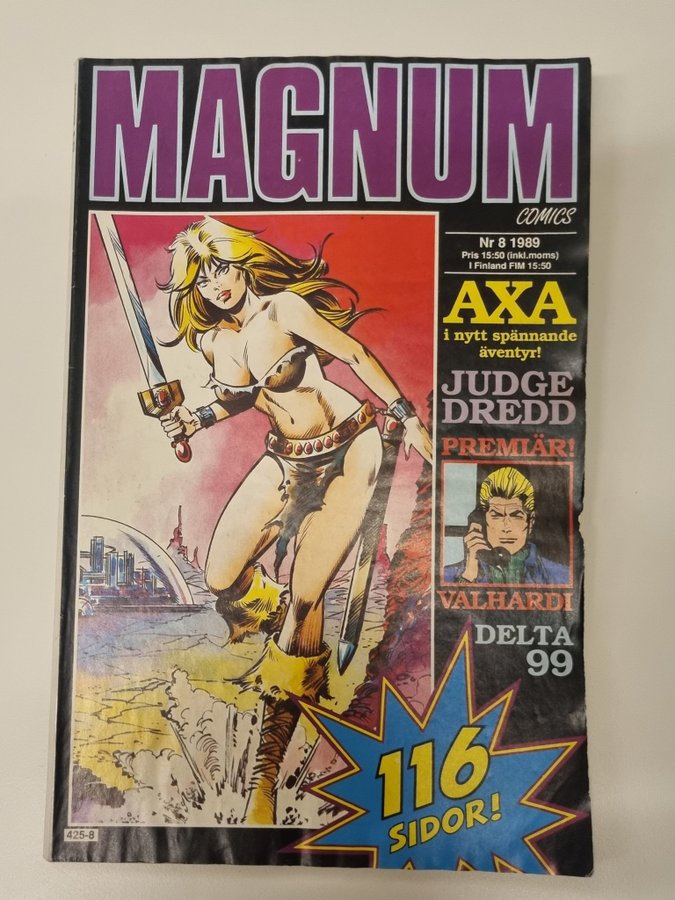 MAGNUM
COMICS
Nr 8 1989
Pris 15:50 (inkl.moms)
I Finland FIM 15:50
AXA
i nytt spännande
äventyr!
JUDGE
DREDD
PREMIÄR!
VALHARDI
DELTA
99
116
SIDOR!
425-8